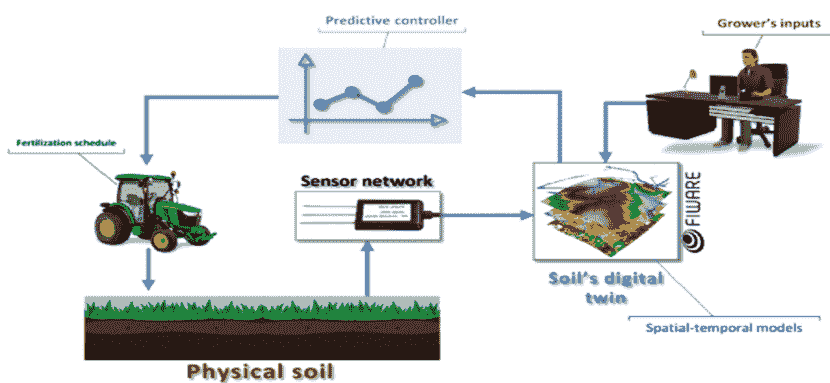 Predictive controller
Grower's inputs
Fertilization schedule
Sensor network
FIWARE
Soil's digital
twin
Spatial-temporal models
Physical soil